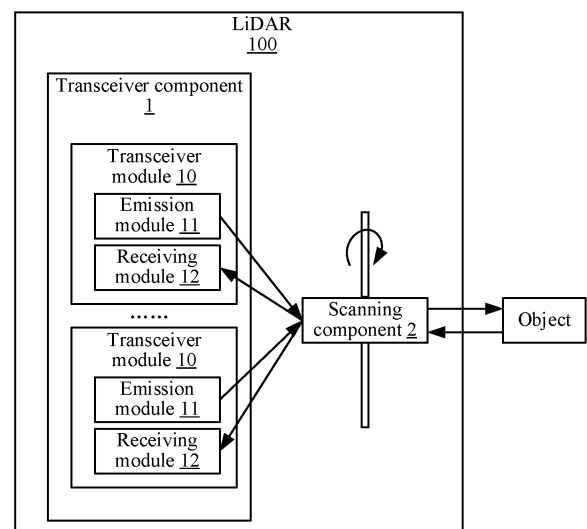 LiDAR
100
Transceiver component
1
Transceiver
module 10
Emission
module 11
Receiving
module 12
......
Transceiver
module 10
Emission
module 11
Receiving
module 12
Scanning
component 2
Object